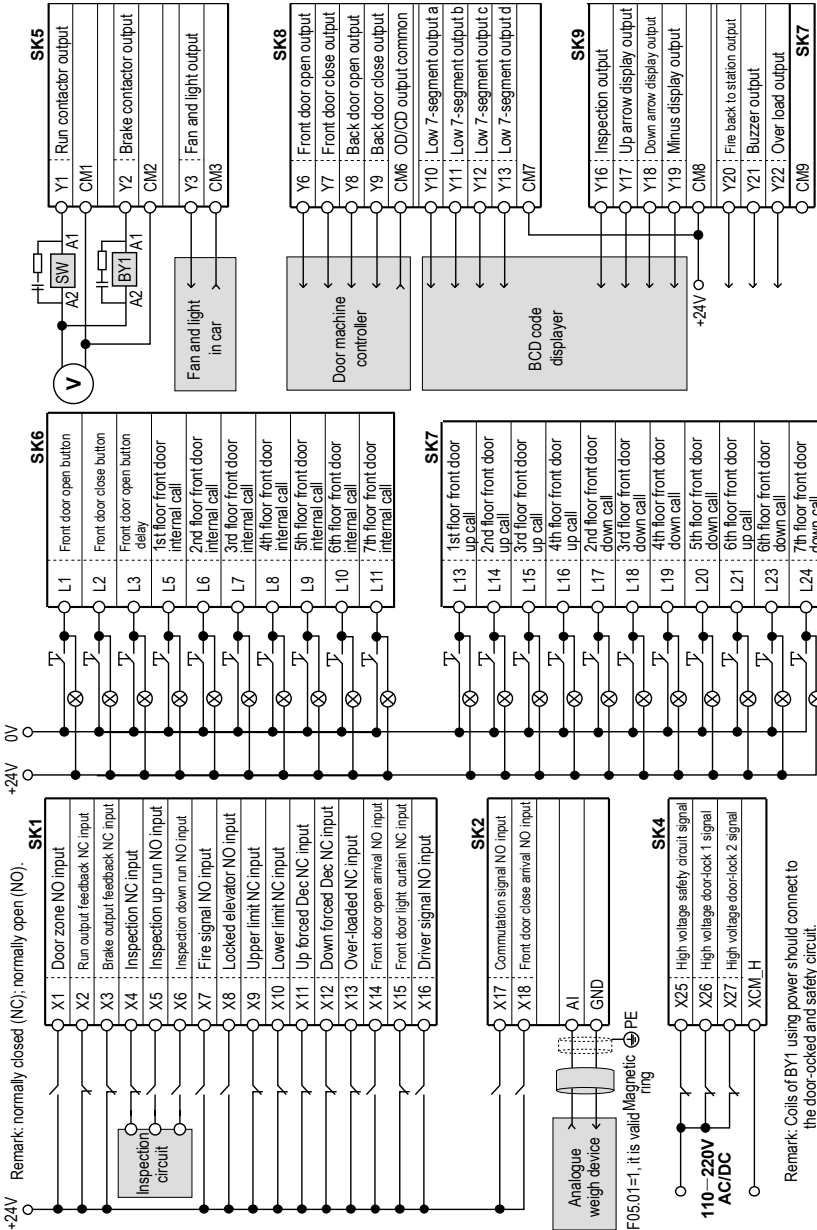 +24V
Remark: normally closed (NC); normally open (NO).
SK1
X1 Door zone NO input
X2 Run output feedback NC input
X3 Brake output feedback NC input
X4 Inspection NC input
X5 Inspection up run NO input
X6 Inspection down run NO input
X7 Fire signal NO input
X8 Locked elevator NO input
X9 Upper limit NC input
X10 Lower limit NC input
X11 Up forced Dec NC input
X12 Down forced Dec NC input
X13 Over-loaded NC input
X14 Front door open arrival NO input
X15 Front door light curtain NC input
X16 Driver signal NO input
Inspection
circuit
SK2
X17 Commutation signal NO input
X18 Front door close arrival NO input
AI
GND
PE
Magnetic
ring
Analogue
weigh device
F05.01=1, it is valid
SK4
X25 High voltage safety circuit signal
X26 High voltage door-lock 1 signal
X27 High voltage door-lock 2 signal
XCM_H
110—220V
AC/DC
Remark: Coils of BY1 using power should connect to
the door-ocked and safety circuit.
+24V
0V
SK6
L1 Front door open button
L2 Front door close button
L3 Front door open button
delay
L5 1st floor front door
internal call
L6 2nd floor front door
internal call
L7 3rd floor front door
internal call
L8 4th floor front door
internal call
L9 5th floor front door
internal call
L10 6th floor front door
internal call
L11 7th floor front door
internal call
SK7
L13 1st floor front door
up call
L14 2nd floor front door
up call
L15 3rd floor front door
up call
L16 4th floor front door
up call
L17 2nd floor front door
down call
L18 3rd floor front door
down call
L19 4th floor front door
down call
L20 5th floor front door
down call
L21 6th floor front door
up call
L23 6th floor front door
down call
L24 7th floor front door
down call
SK5
Y1 Run contactor output
CM1
Y2 Brake contactor output
CM2
Y3 Fan and light output
CM3
A1
SW
A2
A1
BY1
A2
V
Fan and light
in car
SK8
Y6 Front door open output
Y7 Front door close output
Y8 Back door open output
Y9 Back door close output
CM6 OD/CD output common
Y10 Low 7-segment output a
Y11 Low 7-segment output b
Y12 Low 7-segment output c
Y13 Low 7-segment output d
CM7
Door machine
controller
BCD code
displayer
SK9
Y16 Inspection output
Y17 Up arrow display output
Y18 Down arrow display output
Y19 Minus display output
CM8
Y20 Fire back to station output
Y21 Buzzer output
Y22 Over load output
CM9
SK7
+24V